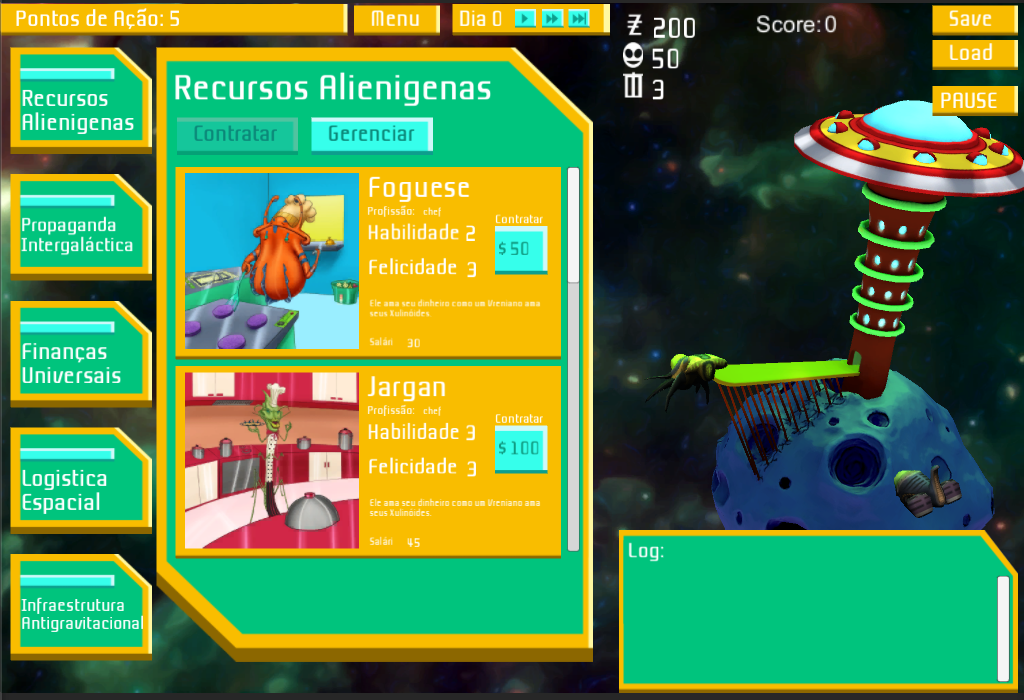 Pontos de Ação: 5
Menu
Dia 0
Ƶ 200
50
3
Score: 0
Save
Load
PAUSE
Recursos
Alienigenas
Propaganda
Intergaláctica
Finanças
Universais
Logistica
Espacial
Infraestrutura
Antigravitacional
Recursos Alienigenas
Contratar
Gerenciar
Foguese
Profissão: chef
Habilidade 2
Felicidade 3
Contratar
$ 50
Ele ama seu dinheiro como um Vreniano ama
seus Xulnóides.
Salári 30
Jargan
Profissão: chef
Habilidade 3
Felicidade 3
Contratar
$ 100
Ele ama seu dinheiro como um Vreniano ama
seus Xulnóides.
Salári 45
Log: